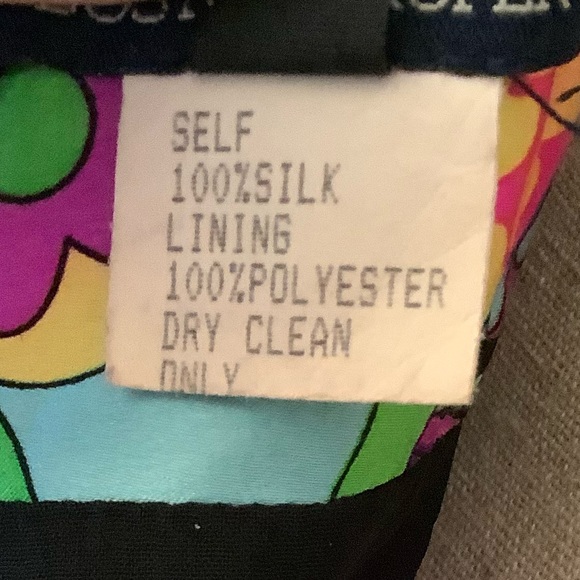 SELF
100%SILK
LINING
100%POLYESTER
DRY CLEAN
ONLY